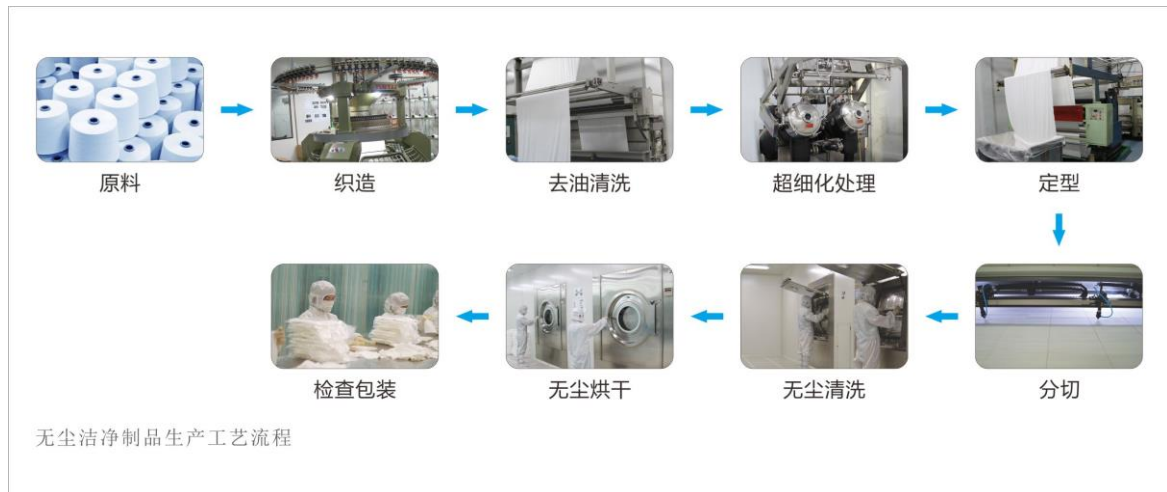 原料
织造
去油清洗
超细化处理
定型
检查包装
无尘烘干
无尘清洗
分切
无尘洁净制品生产工艺流程